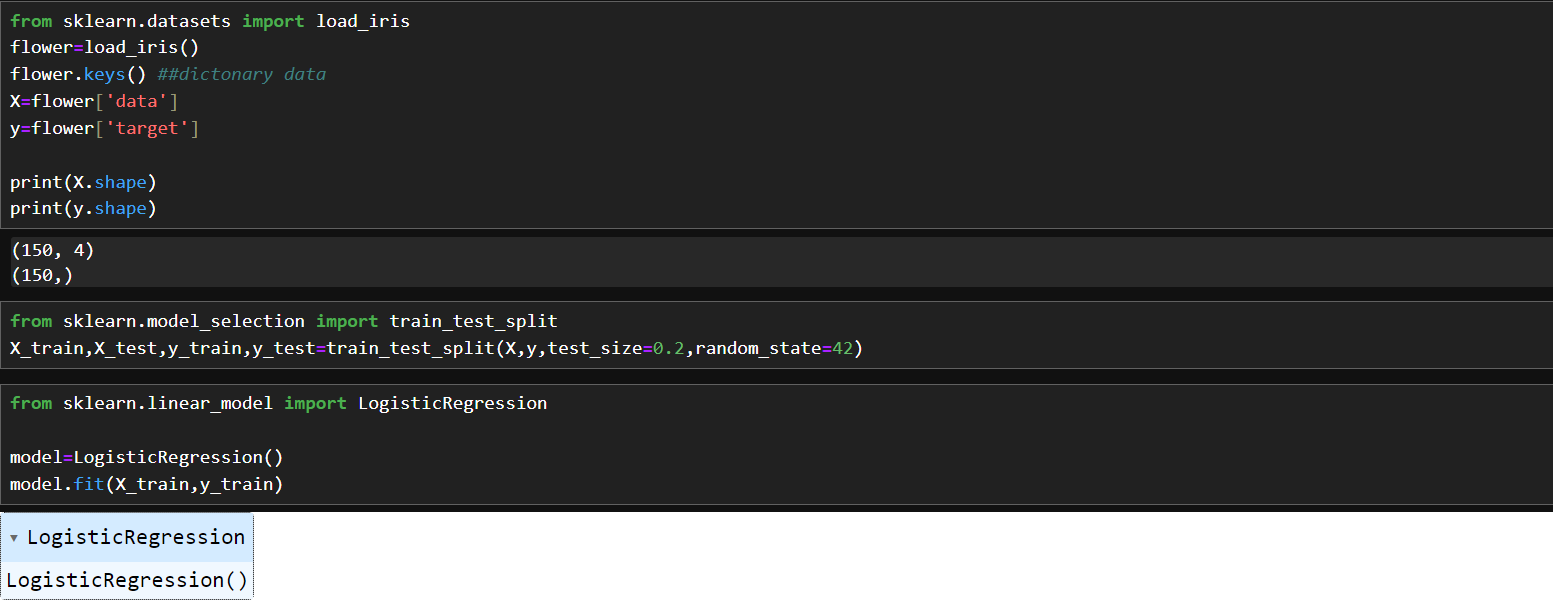 from sklearn.datasets import load_iris
flower=load_iris()
flower.keys() ##dictonary data
X=flower['data']
y=flower['target']
print(X.shape)
print(y.shape)
(150, 4)
(150,)
from sklearn.model_selection import train_test_split
X_train,X_test,y_train,y_test=train_test_split(X,y,test_size=0.2,random_state=42)
from sklearn.linear_model import LogisticRegression
model=LogisticRegression()
model.fit(X_train,y_train)
▾ LogisticRegression
LogisticRegression()